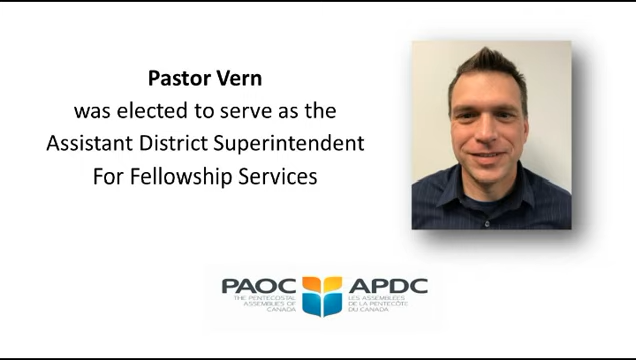 Pastor Vern
was elected to serve as the
Assistant District Superintendent
For Fellowship Services
PAOC APDC
THE PENTECOSTAL LES ASSEMBLÉES
ASSEMBLIES OF DE LA PENTECÔTE
CANADA DU CANADA